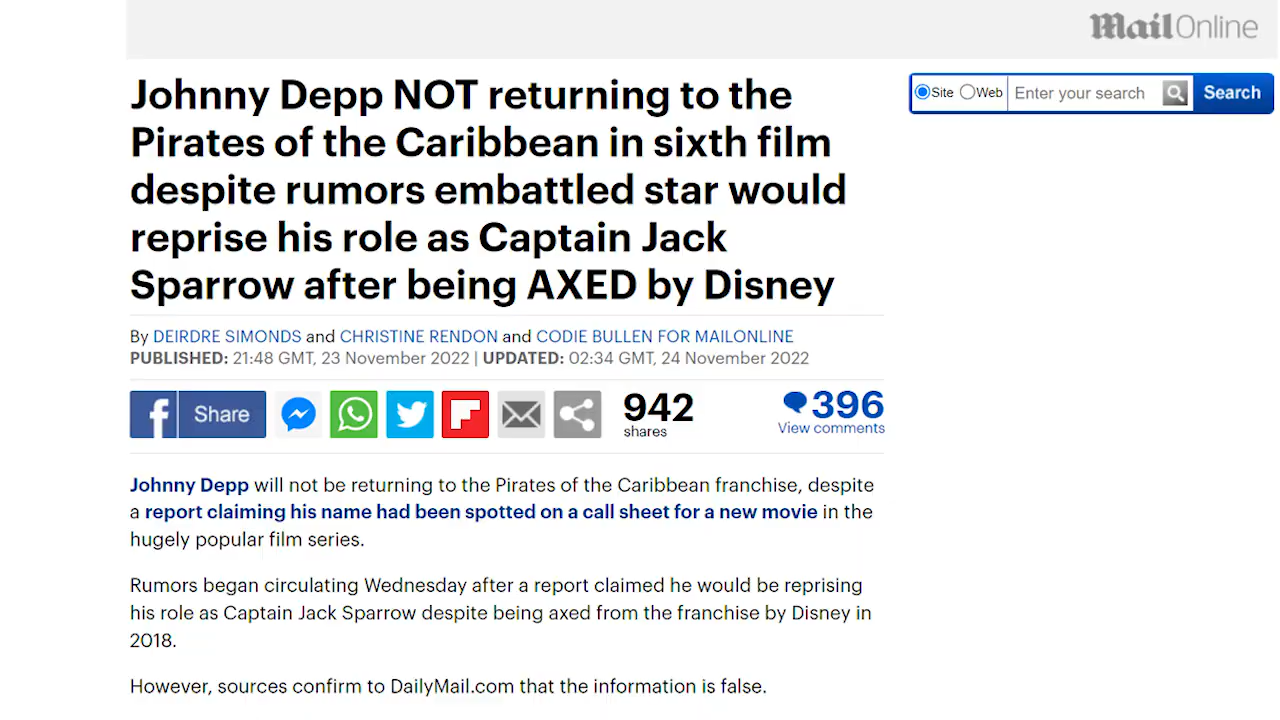 MailOnline
Johnny Depp NOT returning to the
Pirates of the Caribbean in sixth film
despite rumors embattled star would
reprise his role as Captain Jack
Sparrow after being AXED by Disney
Site Web Enter your search Search
By DEIRDRE SIMONDS and CHRISTINE RENDON and CODIE BULLEN FOR MAILONLINE
PUBLISHED: 21:48 GMT, 23 November 2022 | UPDATED: 02:34 GMT, 24 November 2022
f Share
942
shares
396
View comments
Johnny Depp will not be returning to the Pirates of the Caribbean franchise, despite
a report claiming his name had been spotted on a call sheet for a new movie in the
hugely popular film series.
Rumors began circulating Wednesday after a report claimed he would be reprising
his role as Captain Jack Sparrow despite being axed from the franchise by Disney in
2018.
However, sources confirm to DailyMail.com that the information is false.